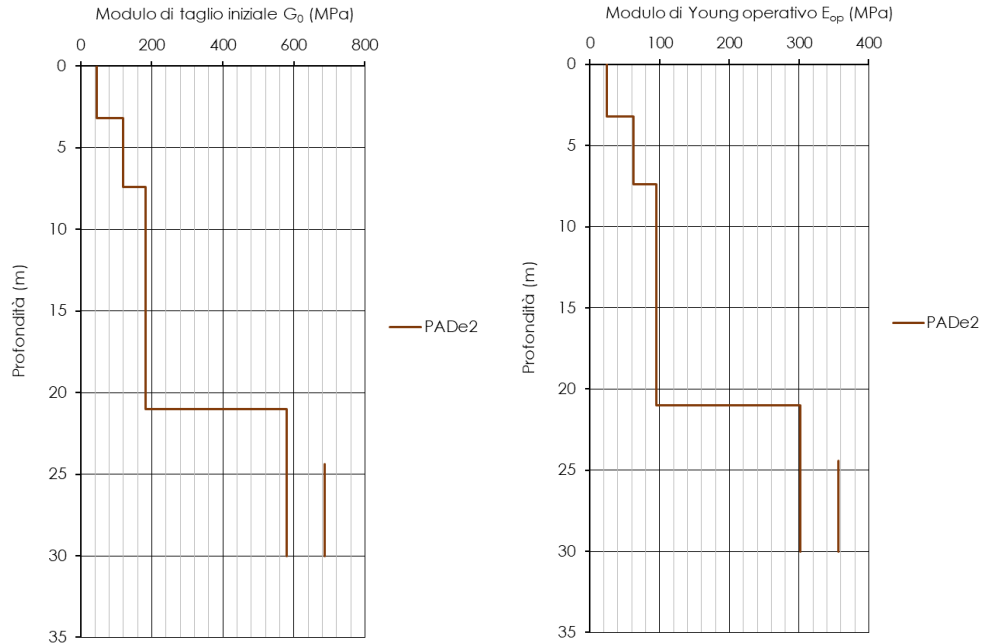 Modulo di taglio iniziale G₀ (MPa)
0 200 400 600 800
0
5
10
15
20
25
30
35
Profondità (m)
PADe2
Modulo di Young operativo Eₒₚ (MPa)
0 100 200 300 400
0
5
10
15
20
25
30
35
Profondità (m)
PADe2